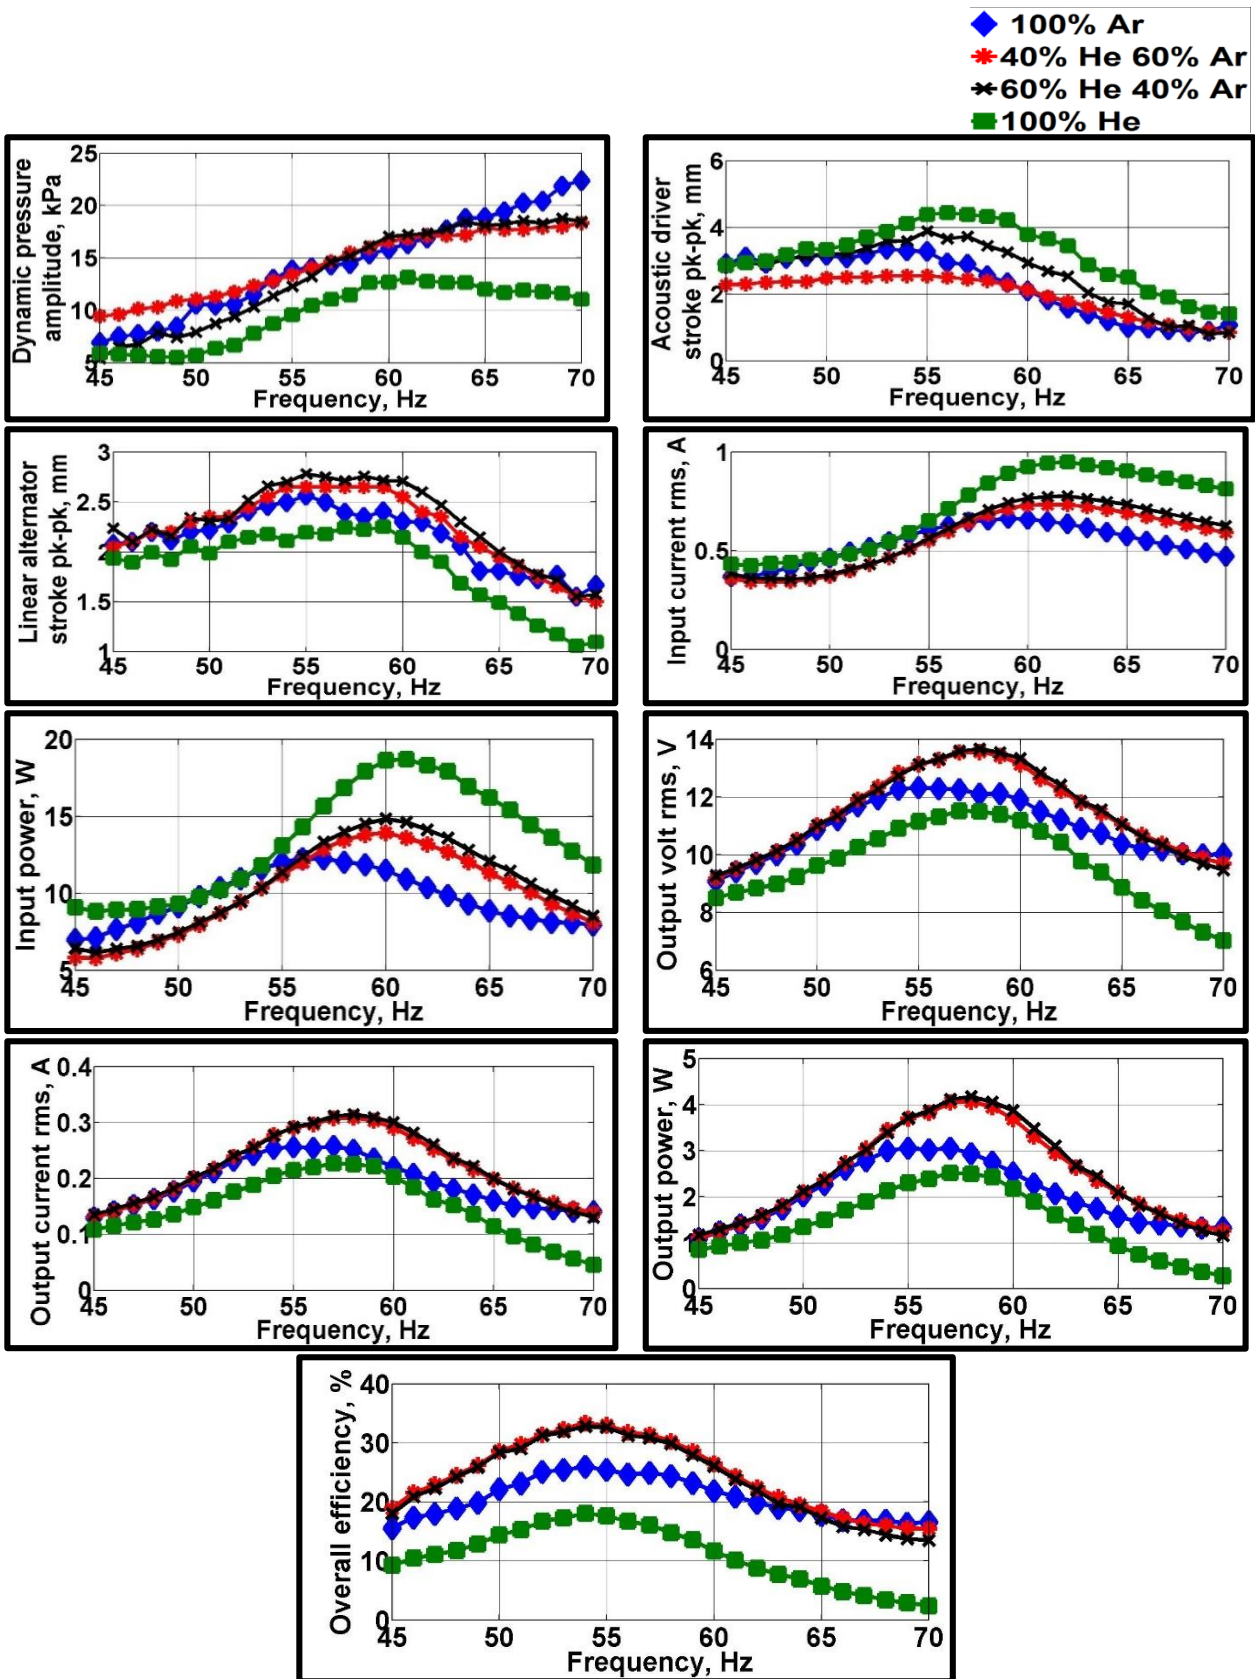 100% Ar
40% He 60% Ar
60% He 40% Ar
100% He
Dynamic pressure
amplitude, kPa
25
20
15
10
5
45 50 55 60 65 70
Frequency, Hz
Acoustic driver
stroke pk-pk, mm
6
4
2
0
45 50 55 60 65 70
Frequency, Hz
Linear alternator
stroke pk-pk, mm
3
2.5
2
1.5
1
45 50 55 60 65 70
Frequency, Hz
Input current rms, A
1
0.5
0
45 50 55 60 65 70
Frequency, Hz
Input power, W
20
15
10
5
45 50 55 60 65 70
Frequency, Hz
Output volt rms, V
14
12
10
8
6
45 50 55 60 65 70
Frequency, Hz
Output current rms, A
0.4
0.3
0.2
0.1
0
45 50 55 60 65 70
Frequency, Hz
Output power, W
5
4
3
2
1
0
45 50 55 60 65 70
Frequency, Hz
Overall efficiency, %
40
30
20
10
0
45 50 55 60 65 70
Frequency, Hz